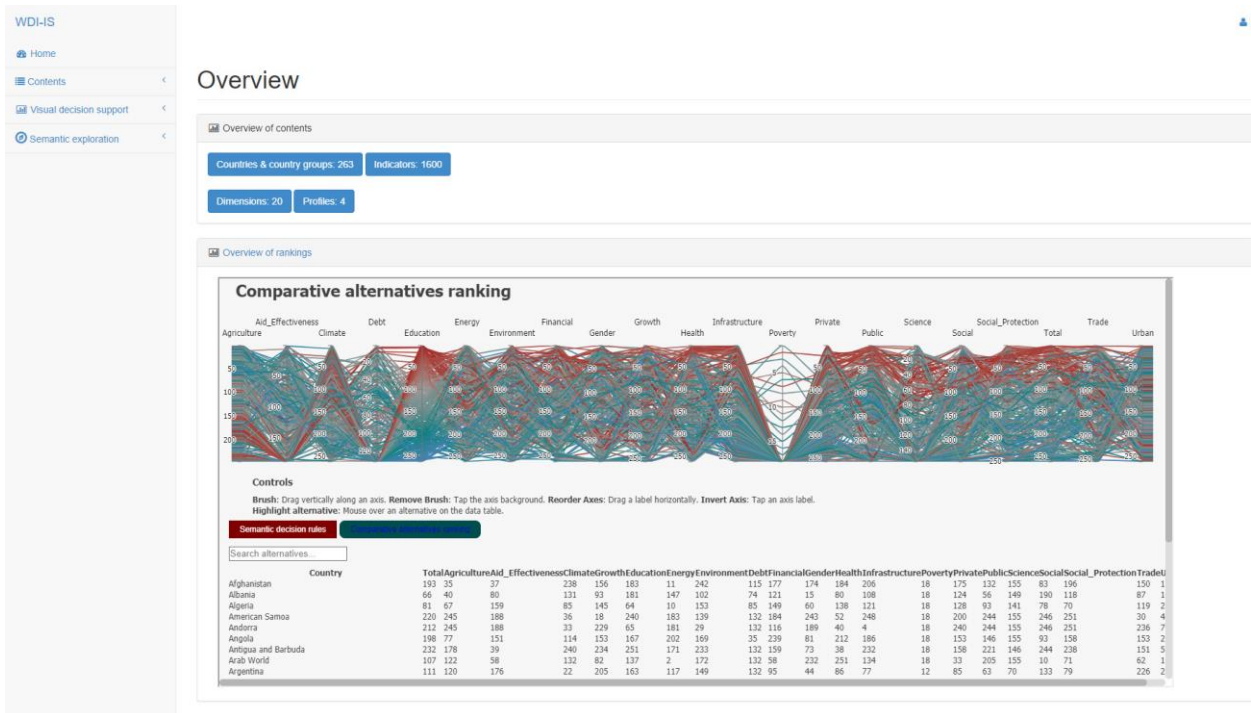 WDI-IS
Home
Contents
Visual decision support
Semantic exploration
Overview
Overview of contents
Countries & country groups: 263 Indicators: 1600
Dimensions: 20 Profiles: 4
Overview of rankings
Comparative alternatives ranking
Aid_Effectiveness Debt Energy Financial Growth Infrastructure Private Science Social_Protection Trade
Agriculture Climate Education Environment Gender Health Poverty Public Social Total Urban
Controls
Brush: Drag vertically along an axis. Remove Brush: Tap the axis background. Reorder Axes: Drag a label horizontally. Invert Axis: Tap an axis label.
Highlight alternative: Mouse over an alternative on the data table.
Semantic decision rules Comparative alternatives ranking
Search alternatives...
Country TotalAgricultureAid_EffectivenessClimateGrowthEducationEnergyEnvironmentDebtFinancialGenderHealthInfrastructurePovertyPrivatePublicScienceSocialSocial_ProtectionTrade
Afghanistan 193 35 37 238 156 183 11 242 115 177 174 184 206 18 175 132 155 83 196 150 1
Albania 66 40 80 131 93 181 147 102 74 121 15 80 108 18 124 56 149 190 118 87 1
Algeria 81 67 159 85 145 64 10 153 85 149 60 138 121 18 128 93 141 78 70 119 2
American Samoa 220 245 188 36 18 240 183 139 132 184 243 52 248 18 200 244 155 246 251 30 4
Andorra 212 245 188 33 229 65 181 29 132 116 189 40 4 18 240 244 155 246 251 236 7
Angola 198 77 151 114 153 167 202 169 35 239 81 212 186 18 153 146 155 93 158 153 2
Antigua and Barbuda 232 178 39 240 234 251 171 233 132 159 73 38 232 18 158 221 146 244 238 151 5
Arab World 107 122 58 132 82 137 2 172 132 58 232 251 134 18 33 205 155 10 71 62 1
Argentina 111 120 176 22 205 163 117 149 132 95 44 86 77 12 85 63 70 133 79 226 2